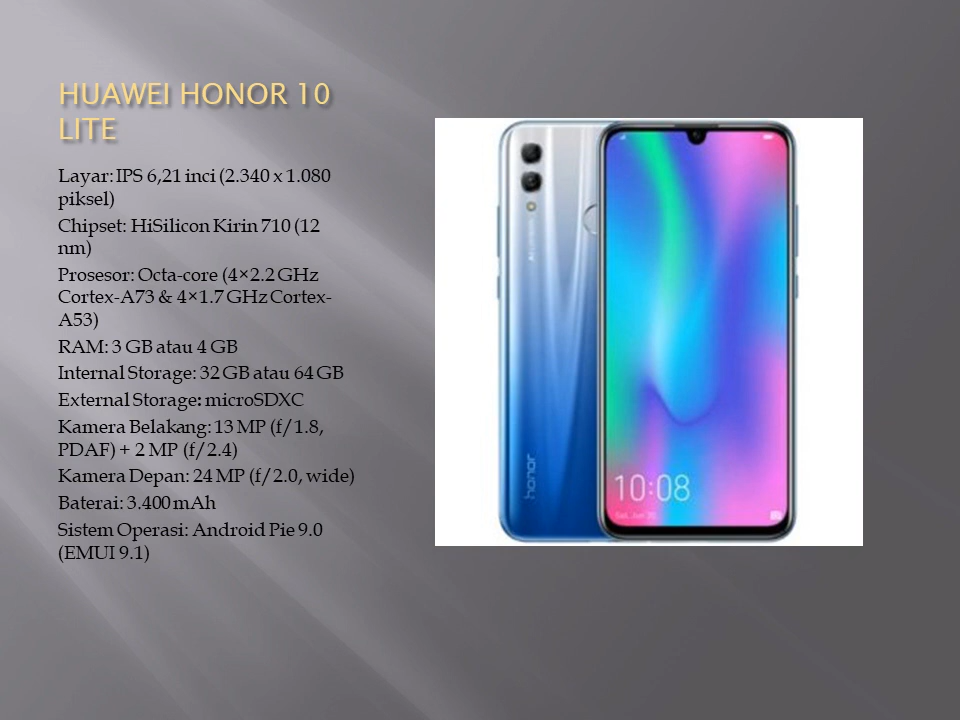 HUAWEI HONOR 10
LITE
Layar: IPS 6,21 inci (2.340 x 1.080
piksel)
Chipset: HiSilicon Kirin 710 (12
nm)
Prosesor: Octa-core (4×2.2 GHz
Cortex-A73 & 4×1.7 GHz Cortex-
A53)
RAM: 3 GB atau 4 GB
Internal Storage: 32 GB atau 64 GB
External Storage: microSDXC
Kamera Belakang: 13 MP (f/1.8,
PDAF) + 2 MP (f/2.4)
Kamera Depan: 24 MP (f/2.0, wide)
Baterai: 3.400 mAh
Sistem Operasi: Android Pie 9.0
(EMUI 9.1)
honor
10:08